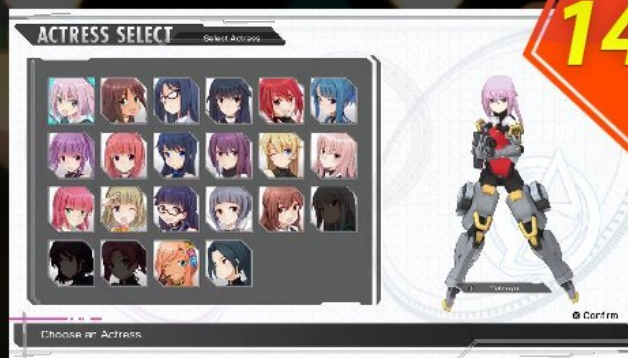 ACTRESS SELECT
Select Actress
14
Confirm
Choose an Actress